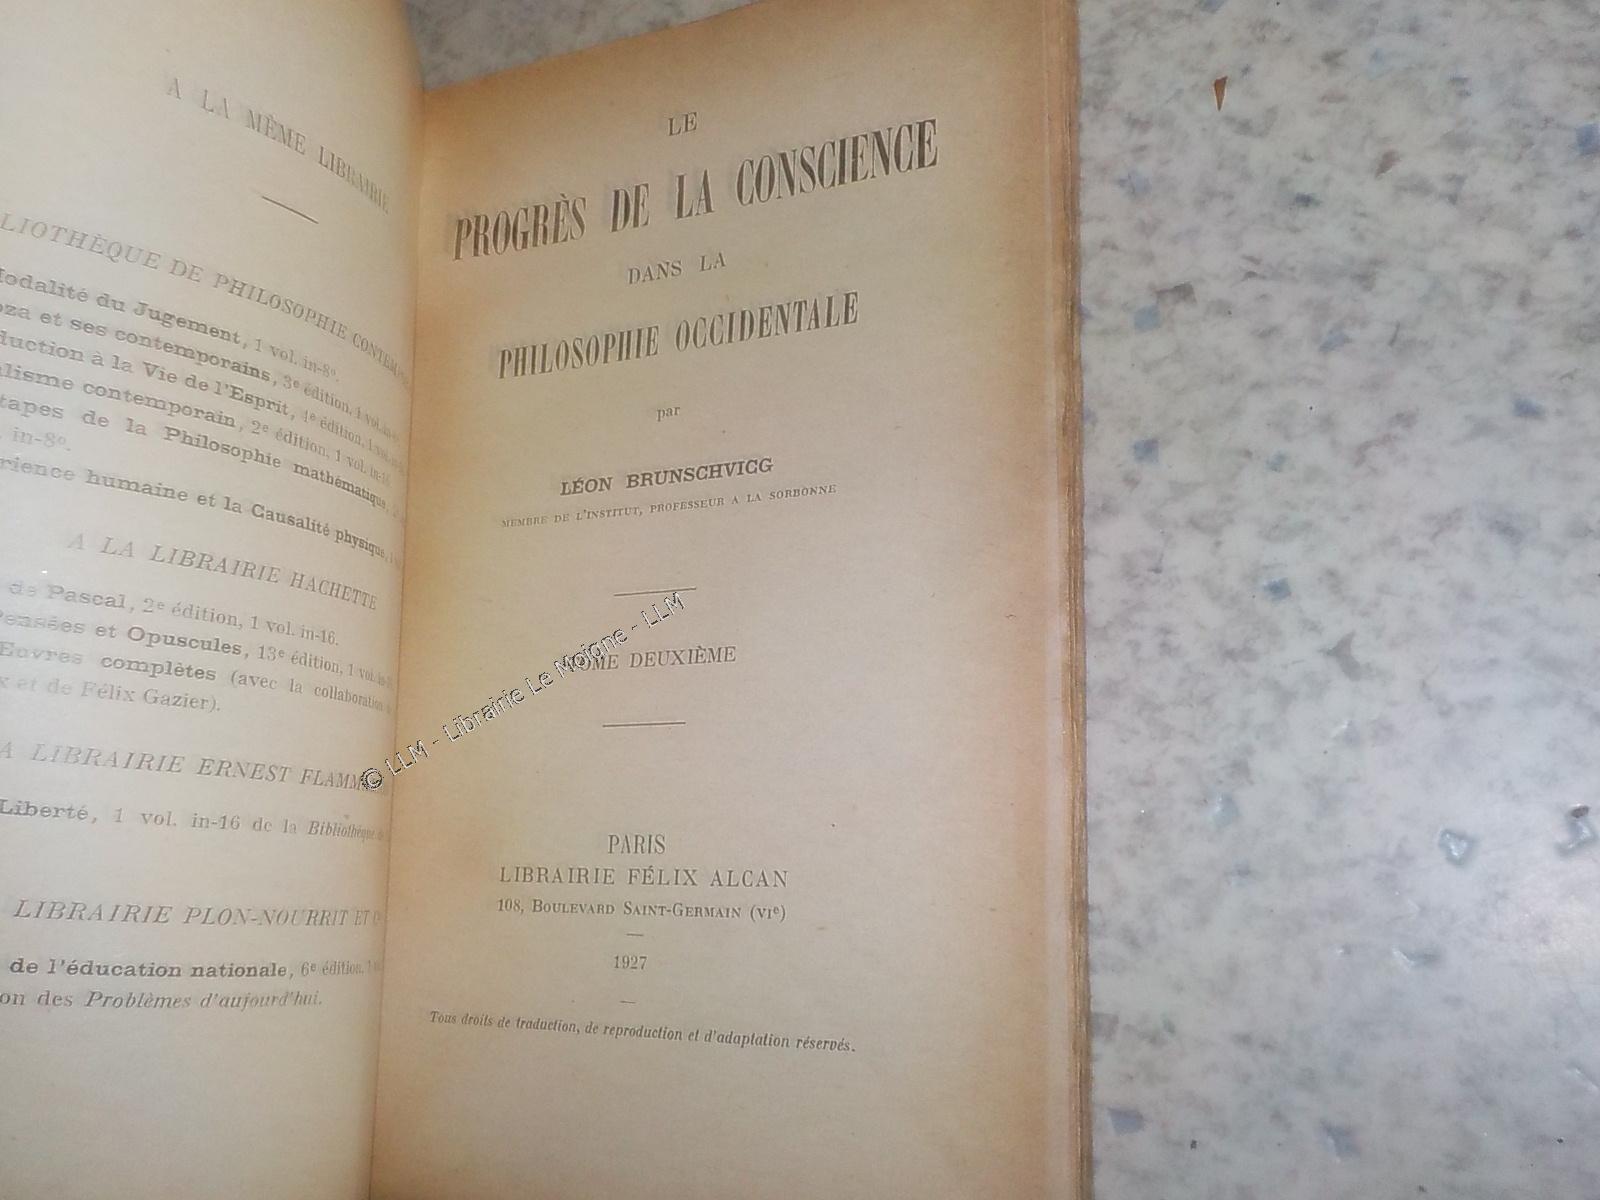 A LA MÊME LIBRAIRIE
LIOTHÈQUE DE PHILOSOPHIE
Modalité du Jugement, 1 vol. in-8º.
oza et ses contemporains, 3e édition, 1 vol. in-
duction à la Vie de l'Esprit, 4e édition, 1 vol. in-
alisme contemporain, 2e édition, 1 vol. in-16.
tapes de la Philosophie mathématique,
. in-8º.
rience humaine et la Causalité physique,
A LA LIBRAIRIE HACHETTE
de Pascal, 2e édition, 1 vol. in-16.
Pensées et Opuscules, 13e édition, 1 vol. in-
Œuvres complètes (avec la collaboration
x et de Félix Gazier).
A LIBRAIRIE ERNEST FLAMM
Liberté, 1 vol. in-16 de la Bibliothèque de
LIBRAIRIE PLON-NOURRIT ET C
de l'éducation nationale, 6e édition, 1
on des Problèmes d'aujourd'hui.
LE
PROGRÈS DE LA CONSCIENCE
DANS LA
PHILOSOPHIE OCCIDENTALE
par
LÉON BRUNSCHVICG
MEMBRE DE L'INSTITUT, PROFESSEUR A LA SORBONNE
TOME DEUXIÈME
© LLM - Librairie Le Moigne - LLM
PARIS
LIBRAIRIE FÉLIX ALCAN
108, BOULEVARD SAINT-GERMAIN (VIe)
1927
Tous droits de traduction, de reproduction et d'adaptation réservés.